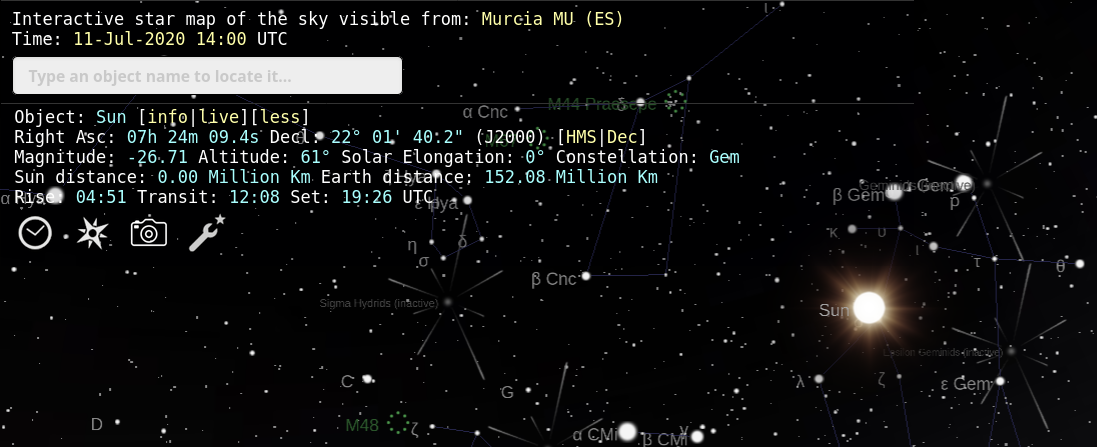 Interactive star map of the sky visible from: Murcia MU (ES)
Time: 11-Jul-2020 14:00 UTC
Type an object name to locate it...
M44 Praesepe
δ
α Cnc
Object: Sun [info|live][less]
Right Asc: 07h 24m 09.4s Decl: 22° 01' 40.2" (J2000) [HMS|Dec]
Magnitude: -26.71 Altitude: 61° Solar Elongation: 0° Constellation: Gem
Sun distance: 0.00 Million Km Earth distance: 152.08 Million Km
Rise: 04:51 Transit: 12:08 Set: 19:26 UTC
β Gem
ρ
κ
υ
ι
η
δ
σ
τ
θ
β Cnc
Sigma Hydrids (inactive)
Sun
Epsilon Geminids (inactive)
C
λ
ζ
ε Gem
G
D
M48
ζ
α CMi
β CMi
γ